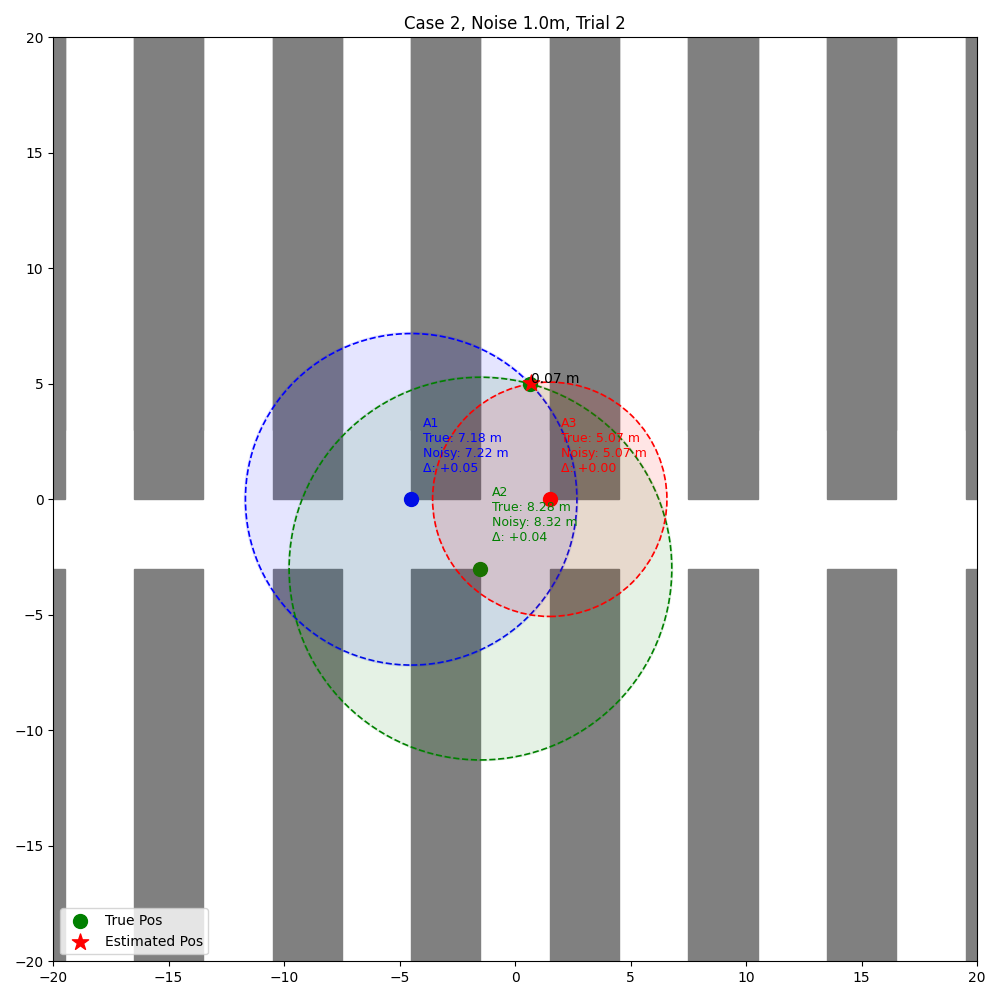 Case 2, Noise 1.0m, Trial 2
20
15
10
5
0
−5
−10
−15
−20
0.07 m
A1
True: 7.18 m
Noisy: 7.22 m
Δ: +0.05
A3
True: 5.07 m
Noisy: 5.07 m
Δ: +0.00
A2
True: 8.28 m
Noisy: 8.32 m
Δ: +0.04
True Pos
Estimated Pos
−20
−15
−10
−5
0
5
10
15
20